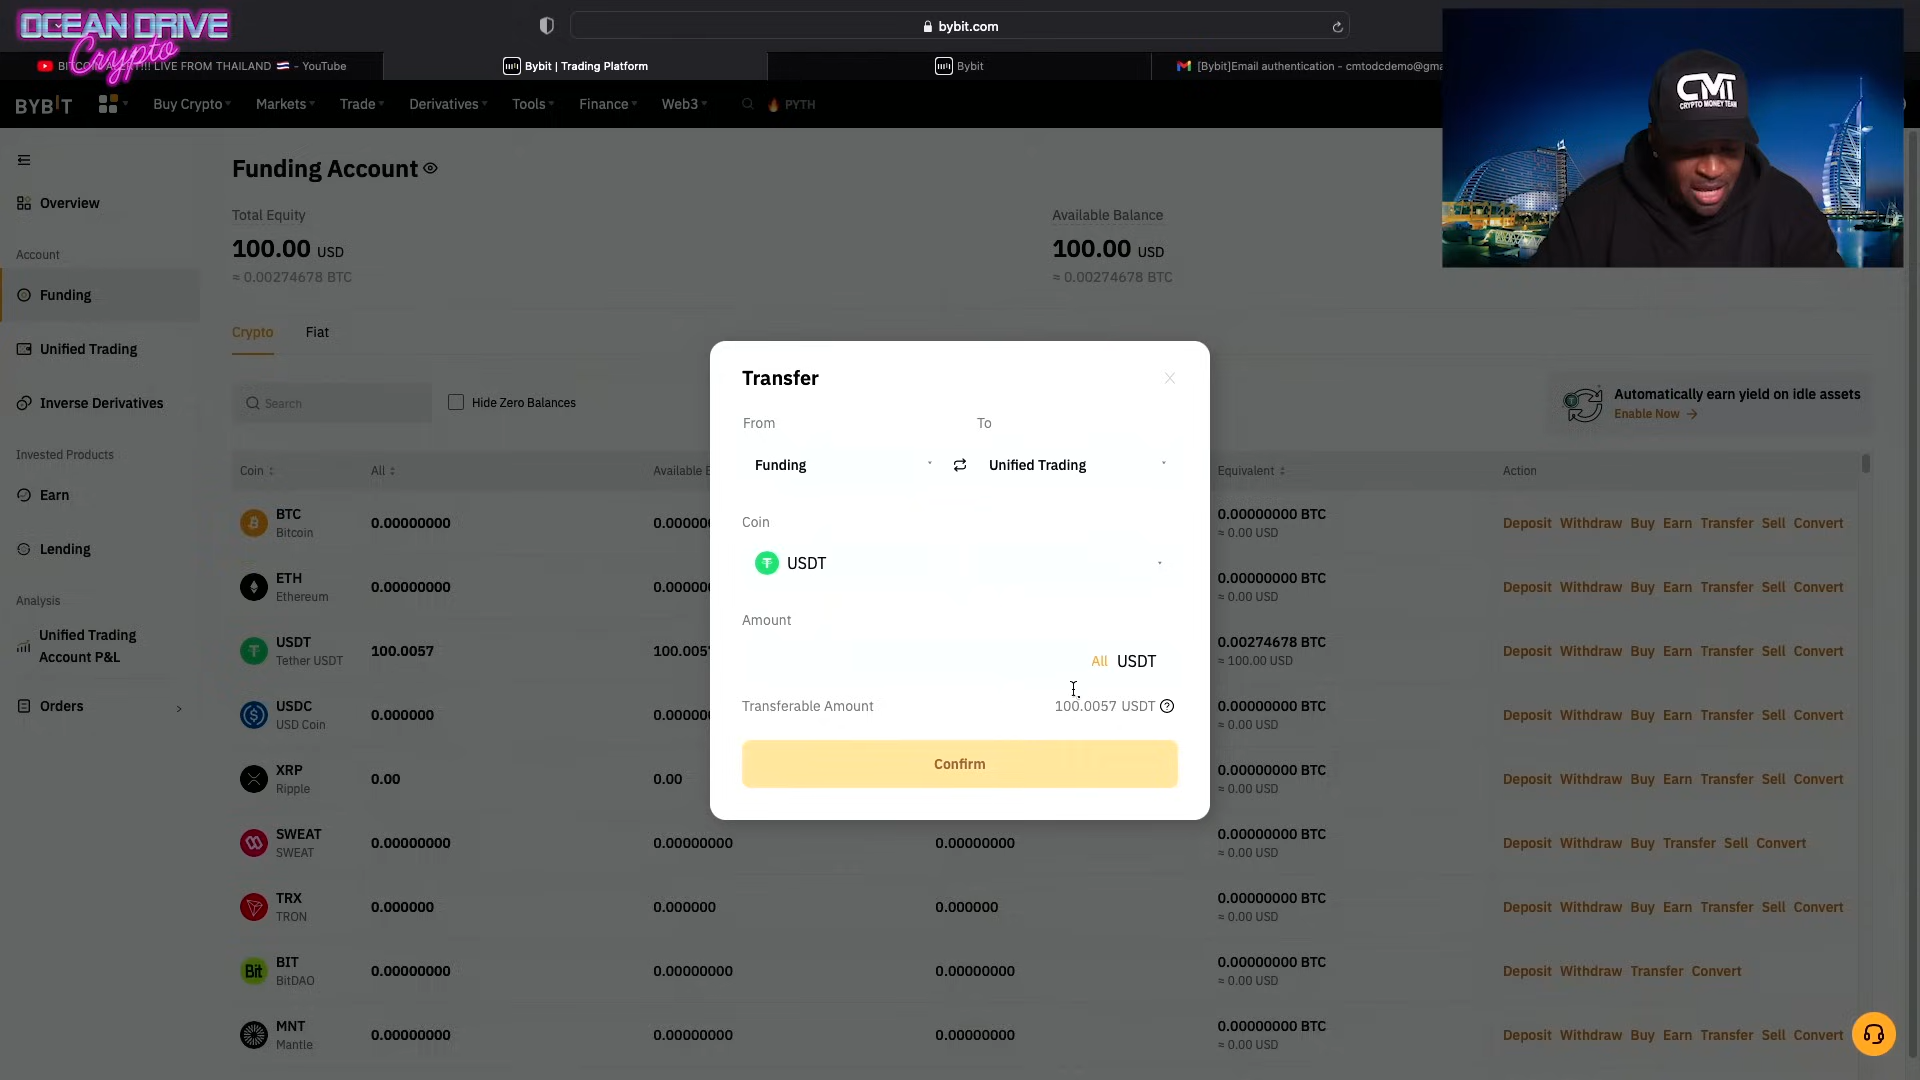 OCEAN DRIVE
Crypto
bybit.com
LIVE FROM THAILAND - YouTube
Bybit | Trading Platform
Bybit
[Bybit]Email authentication - cmtodcdemo@gma
BYBIT
Buy Crypto
Markets
Trade
Derivatives
Tools
Finance
Web3
PYTH
CMT
CRYPTO MONEY TEAM
Overview
Account
Funding
Unified Trading
Inverse Derivatives
Invested Products
Earn
Lending
Analysis
Unified Trading
Account P&L
Orders
Funding Account
Total Equity
100.00 USD
≈ 0.00274678 BTC
Available Balance
100.00 USD
≈ 0.00274678 BTC
Crypto Fiat
Search
Hide Zero Balances
Automatically earn yield on idle assets
Enable Now →
Coin All Available Equivalent Action
BTC
Bitcoin
0.00000000 0.0000 0.00000000 BTC
≈ 0.00 USD
Deposit Withdraw Buy Earn Transfer Sell Convert
ETH
Ethereum
0.00000000 0.0000 0.00000000 BTC
≈ 0.00 USD
Deposit Withdraw Buy Earn Transfer Sell Convert
USDT
Tether USDT
100.0057 100.005 0.00274678 BTC
≈ 100.00 USD
Deposit Withdraw Buy Earn Transfer Sell Convert
USDC
USD Coin
0.000000 0.0000 0.00000000 BTC
≈ 0.00 USD
Deposit Withdraw Buy Earn Transfer Sell Convert
XRP
Ripple
0.00 0.00 0.00000000 BTC
≈ 0.00 USD
Deposit Withdraw Buy Earn Transfer Sell Convert
SWEAT
SWEAT
0.00000000 0.00000000 0.00000000 0.00000000 BTC
≈ 0.00 USD
Deposit Withdraw Buy Transfer Sell Convert
TRX
TRON
0.000000 0.000000 0.000000 0.00000000 BTC
≈ 0.00 USD
Deposit Withdraw Buy Earn Transfer Sell Convert
Bit
BIT
BitDAO
0.00000000 0.00000000 0.00000000 0.00000000 BTC
≈ 0.00 USD
Deposit Withdraw Transfer Convert
MNT
Mantle
0.00000000 0.00000000 0.00000000 0.00000000 BTC
≈ 0.00 USD
Deposit Withdraw Buy Earn Transfer Sell Convert
Transfer
From To
Funding Unified Trading
Coin
USDT
Amount
All USDT
Transferable Amount 100.0057 USDT
Confirm